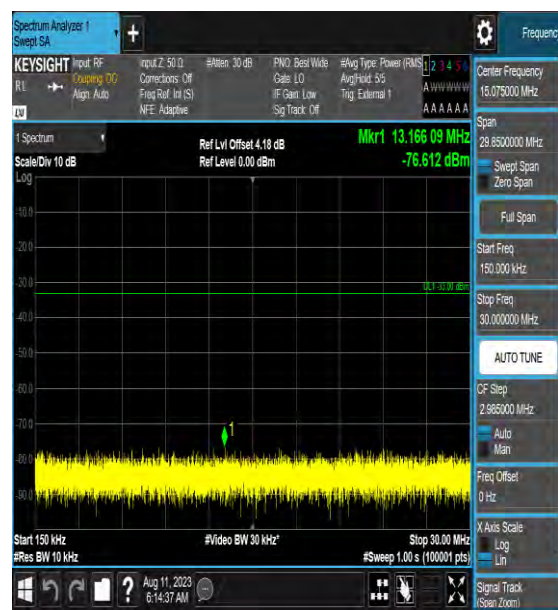 Spectrum Analyzer 1
Swept SA
+
Frequenc
KEYSIGHT
RL
Input: RF
Coupling: DC
Align: Auto
Input Z: 50 Ω
Corrections: Off
Freq Ref: Int (S)
NFE: Adaptive
#Atten: 30 dB
PNO: Best Wide
Gate: LO
IF Gain: Low
Sig Track: Off
#Avg Type: Power (RMS
Avg|Hold: 5/5
Trig: External 1
1 2 3 4 5 6
A W W W W W
A A A A A A
LW
1 Spectrum
Scale/Div 10 dB
Log
Ref Lvl Offset 4.18 dB
Ref Level 0.00 dBm
Mkr1 13.166 09 MHz
-76.612 dBm
-10.0
-20.0
-30.0
-40.0
-50.0
-60.0
-70.0
-80.0
-90.0
DL1 -33.00 dBm
1
Start 150 kHz
#Res BW 10 kHz
#Video BW 30 kHz*
Stop 30.00 MHz
#Sweep 1.00 s (100001 pts)
?
Aug 11, 2023
6:14:37 AM
Center Frequency
15.075000 MHz
Span
29.8500000 MHz
Swept Span
Zero Span
Full Span
Start Freq
150.000 kHz
Stop Freq
30.000000 MHz
AUTO TUNE
CF Step
2.985000 MHz
Auto
Man
Freq Offset
0 Hz
X Axis Scale
Log
Lin
Signal Track
(Span Zoom)